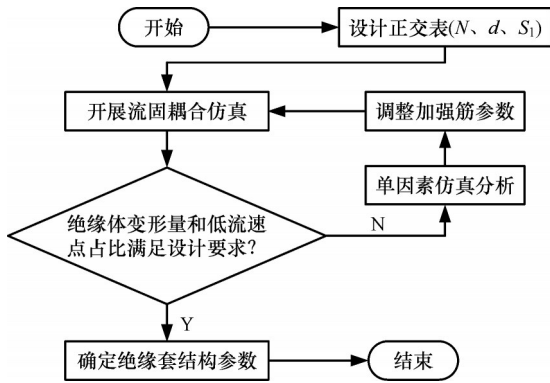 开始
设计正交表(N、d、S₁)
开展流固耦合仿真
调整加强筋参数
单因素仿真分析
绝缘体变形量和低流速
点占比满足设计要求？
N
Y
确定绝缘套结构参数
结束